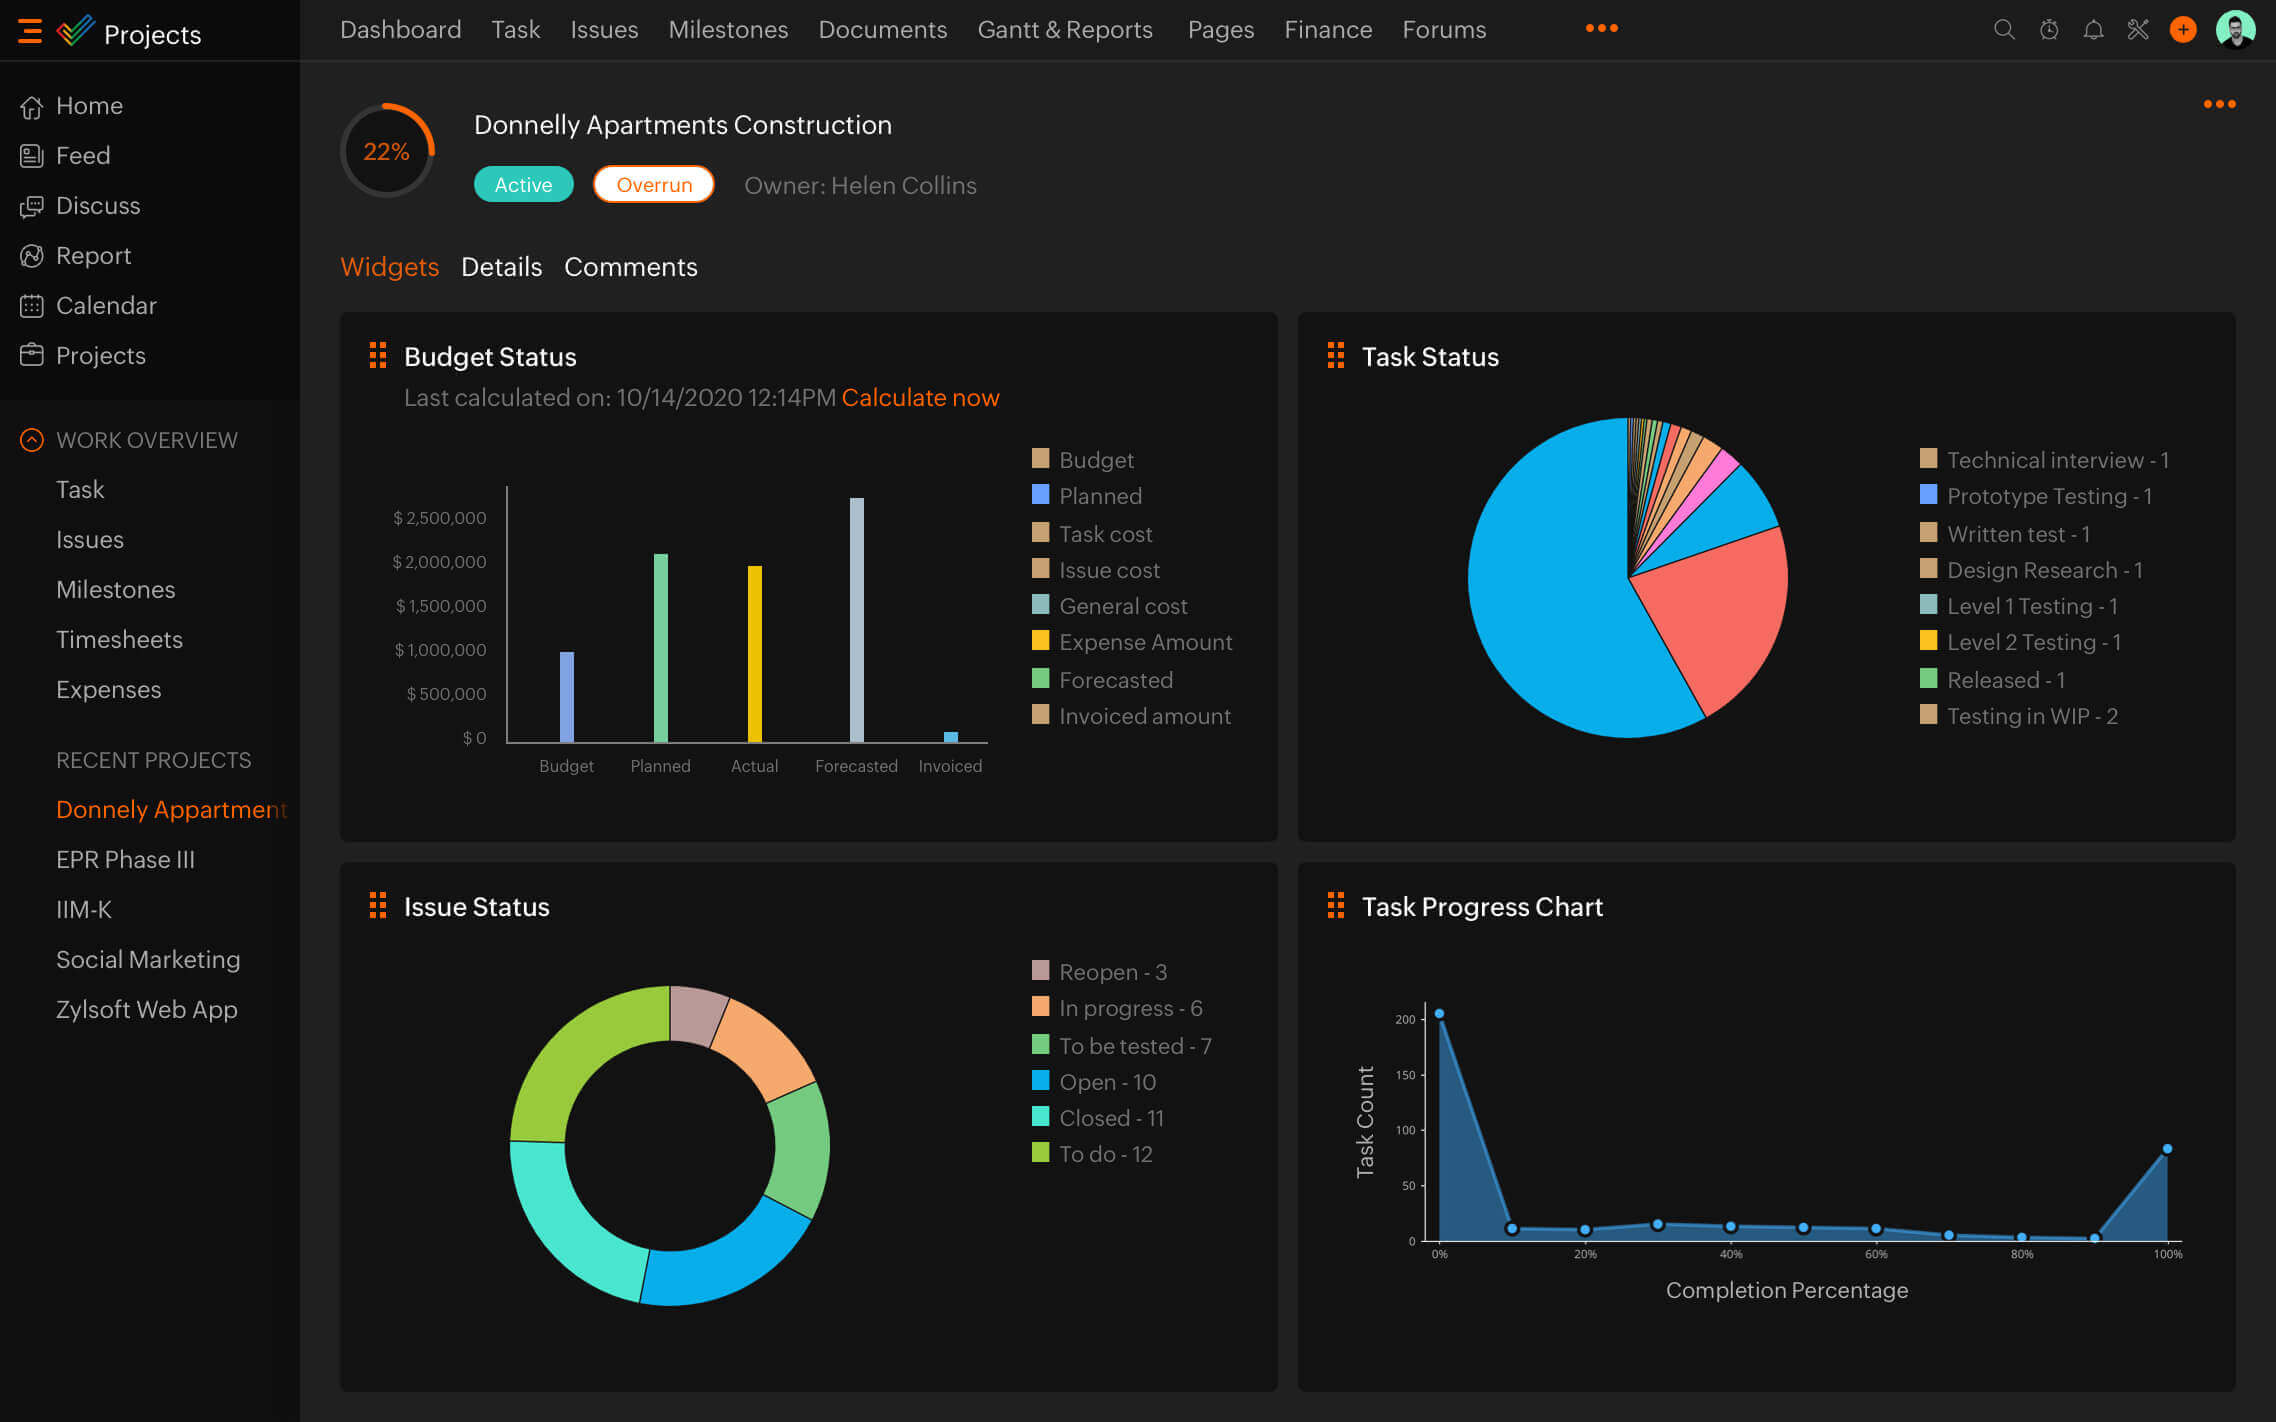 Projects
Dashboard Task Issues Milestones Documents Gantt & Reports Pages Finance Forums
Home
Feed
Discuss
Report
Calendar
Projects
WORK OVERVIEW
Task
Issues
Milestones
Timesheets
Expenses
RECENT PROJECTS
Donnely Appartment
EPR Phase III
IIM-K
Social Marketing
Zylsoft Web App
22%
Donnelly Apartments Construction
Active Overrun Owner: Helen Collins
Widgets Details Comments
Budget Status
Last calculated on: 10/14/2020 12:14PM Calculate now
$ 2,500,000
$ 2,000,000
$ 1,500,000
$ 1,000,000
$ 500,000
$ 0
Budget Planned Actual Forecasted Invoiced
Budget
Planned
Task cost
Issue cost
General cost
Expense Amount
Forecasted
Invoiced amount
Task Status
Technical interview - 1
Prototype Testing - 1
Written test - 1
Design Research - 1
Level 1 Testing - 1
Level 2 Testing - 1
Released - 1
Testing in WIP - 2
Issue Status
Reopen - 3
In progress - 6
To be tested - 7
Open - 10
Closed - 11
To do - 12
Task Progress Chart
Task Count
200
150
100
50
0
0% 20% 40% 60% 80% 100%
Completion Percentage